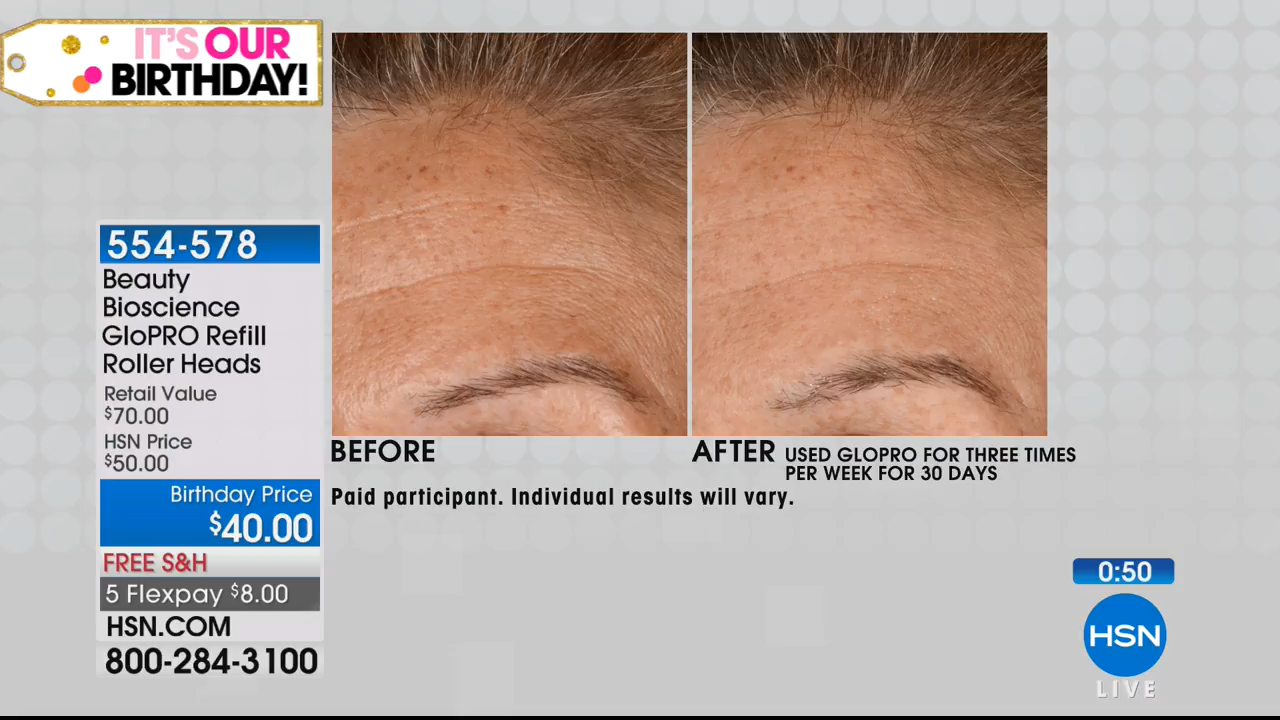 IT'S OUR
BIRTHDAY!
554-578
Beauty
Bioscience
GloPRO Refill
Roller Heads
Retail Value
$70.00
HSN Price
$50.00
Birthday Price
$40.00
FREE S&H
5 Flexpay $8.00
HSN.COM
800-284-3100
BEFORE
AFTER USED GLOPRO FOR THREE TIMES
PER WEEK FOR 30 DAYS
Paid participant. Individual results will vary.
0:50
HSN
LIVE